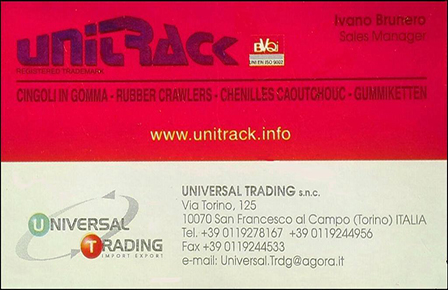 unitrack
REGISTERED TRADEMARK
BVQI
UNI EN ISO 9002
Ivano Brunero
Sales Manager
CINGOLI IN GOMMA - RUBBER CRAWLERS - CHENILLES CAOUTCHOUC - GUMMIKETTEN
www.unitrack.info
UNIVERSAL
TRADING
IMPORT EXPORT
UNIVERSAL TRADING s.n.c.
Via Torino, 125
10070 San Francesco al Campo (Torino) ITALIA
Tel. +39 0119278167 +39 0119244956
Fax +39 0119244533
e-mail: Universal.Trdg@agora.it